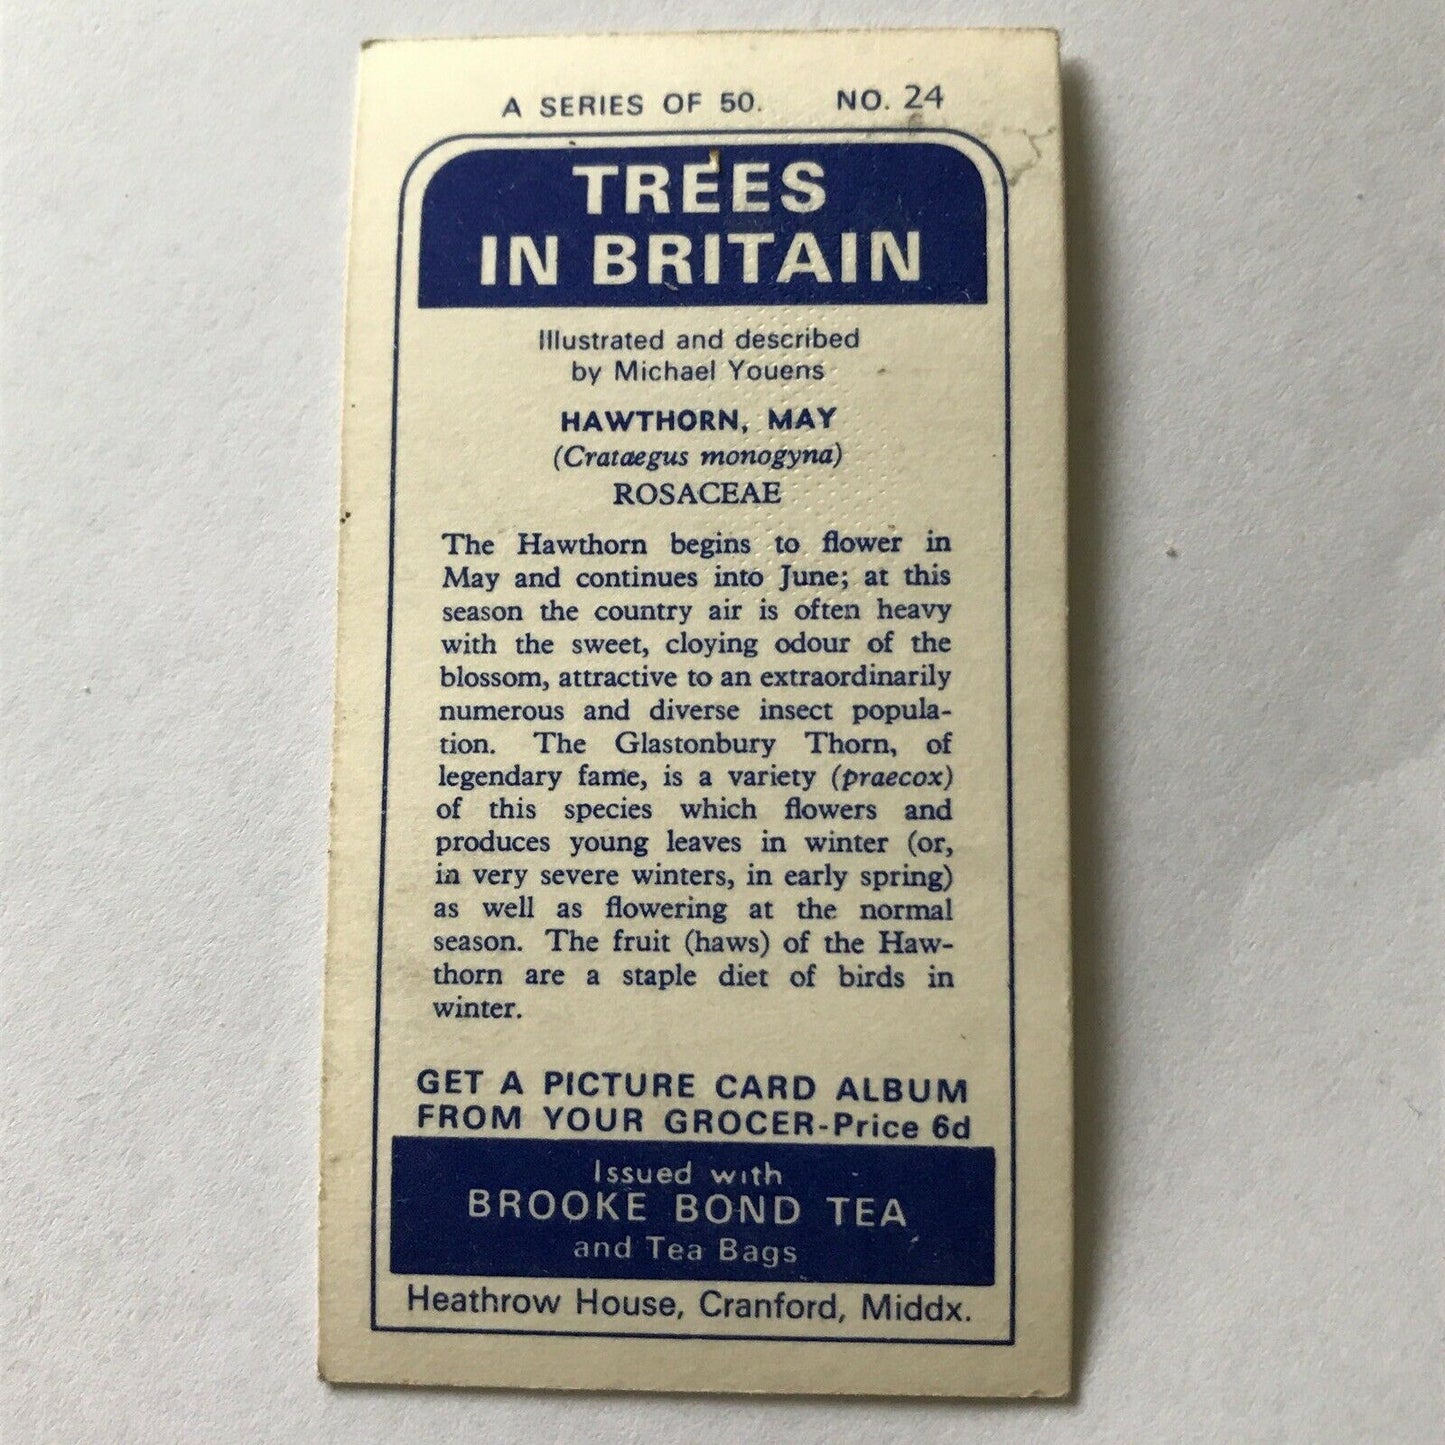 A SERIES OF 50. NO. 24
TREES
IN BRITAIN
Illustrated and described
by Michael Youens
HAWTHORN, MAY
(Crataegus monogyna)
ROSACEAE
The Hawthorn begins to flower in
May and continues into June; at this
season the country air is often heavy
with the sweet, cloying odour of the
blossom, attractive to an extraordinarily
numerous and diverse insect popula-
tion. The Glastonbury Thorn, of
legendary fame, is a variety (praecox)
of this species which flowers and
produces young leaves in winter (or,
in very severe winters, in early spring)
as well as flowering at the normal
season. The fruit (haws) of the Haw-
thorn are a staple diet of birds in
winter.
GET A PICTURE CARD ALBUM
FROM YOUR GROCER-Price 6d
Issued with
BROOKE BOND TEA
and Tea Bags
Heathrow House, Cranford, Middx.